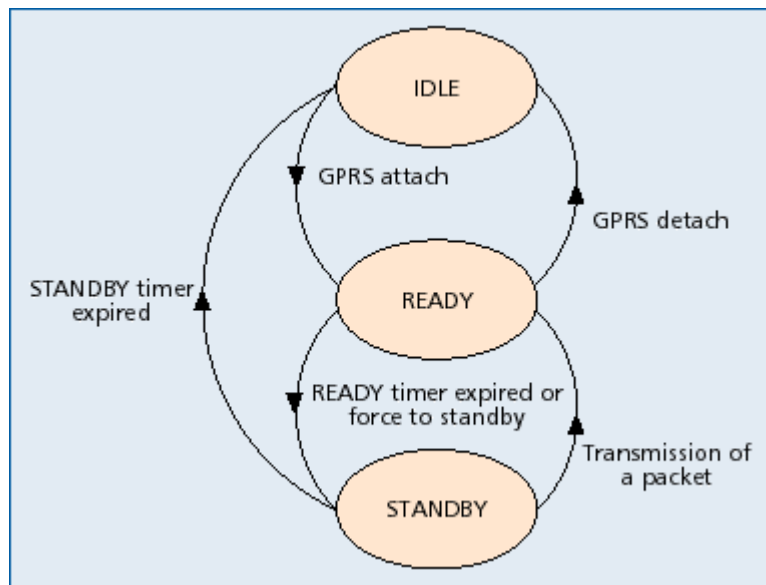 IDLE
GPRS attach
GPRS detach
STANDBY timer
expired
READY
READY timer expired or
force to standby
Transmission of
a packet
STANDBY